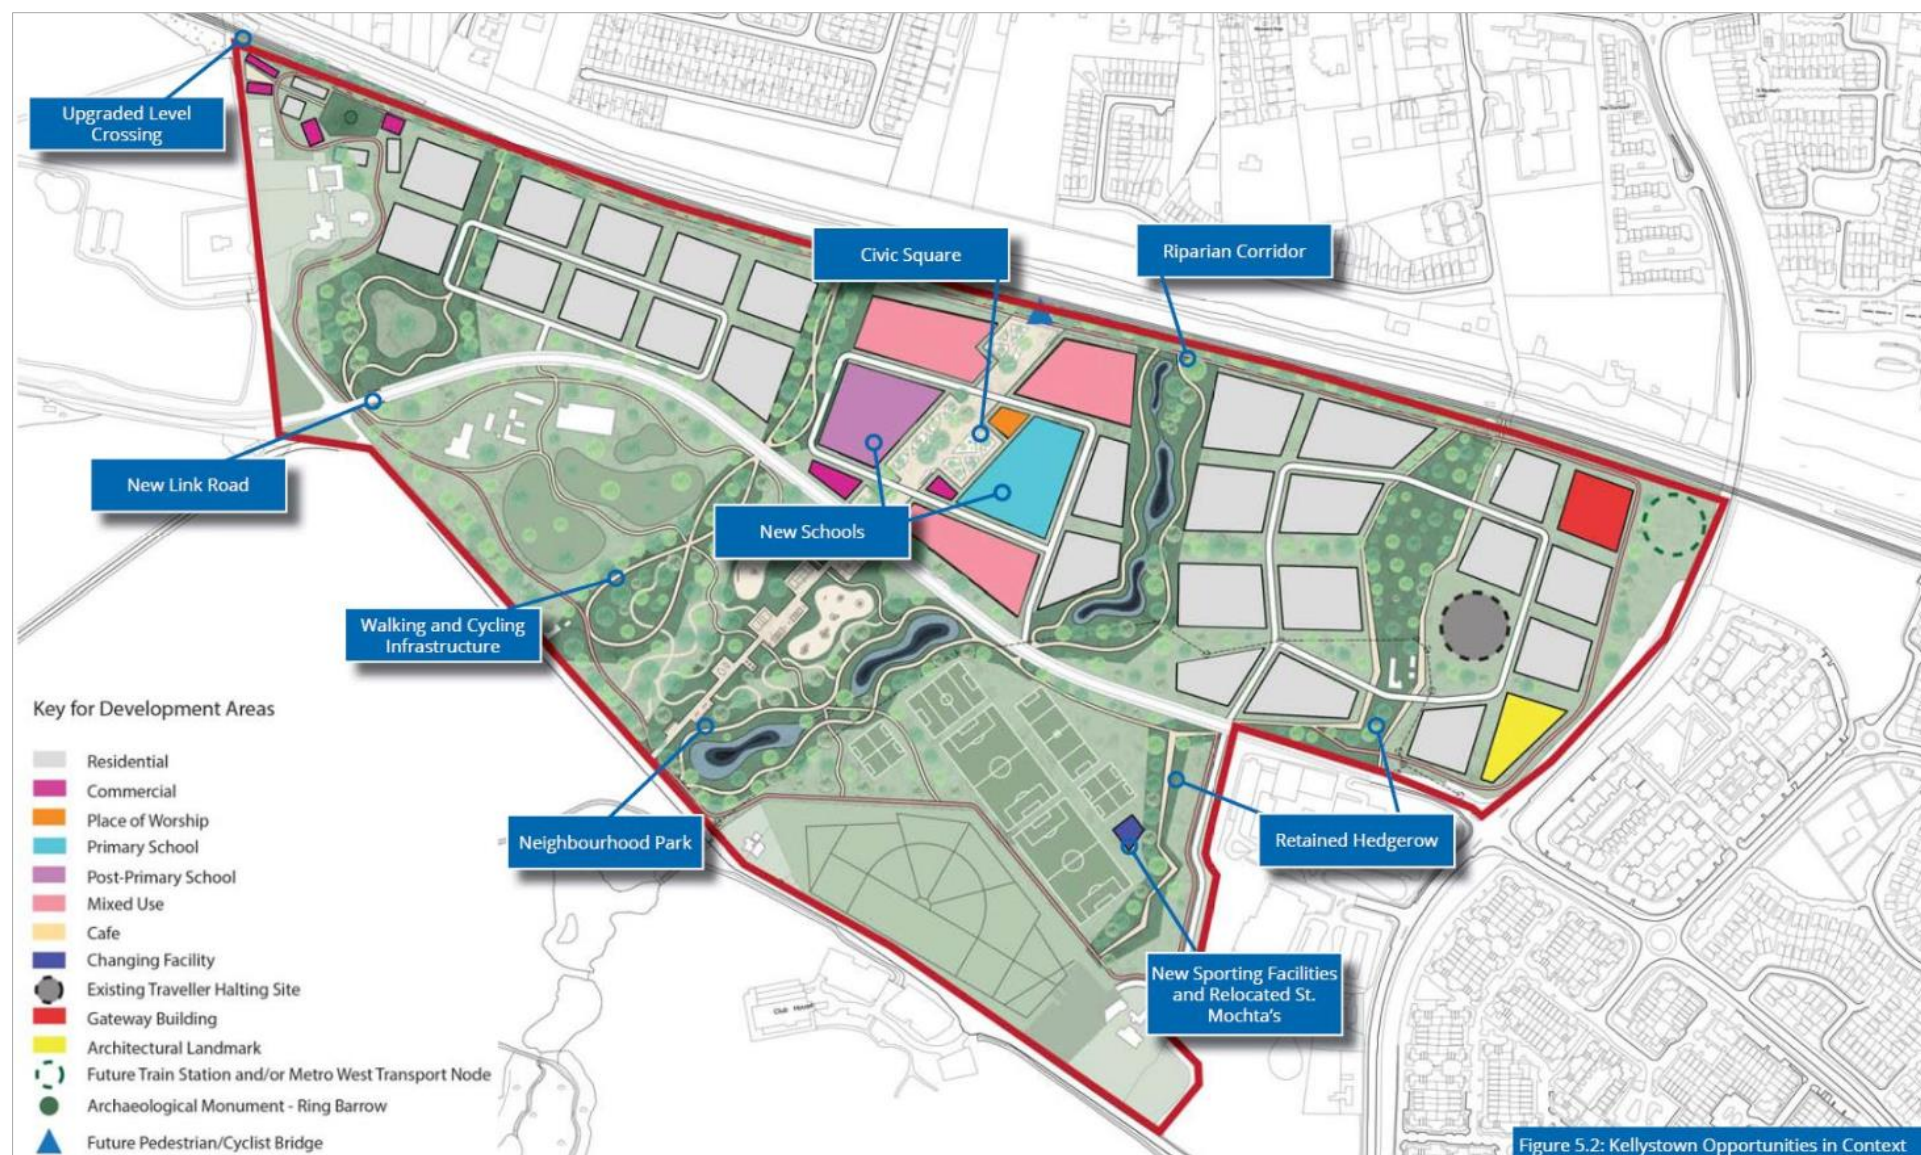 Upgraded Level
Crossing
Civic Square
Riparian Corridor
New Link Road
New Schools
Walking and Cycling
Infrastructure
Neighbourhood Park
Retained Hedgerow
New Sporting Facilities
and Relocated St.
Mochta's
Club House
Key for Development Areas
Residential
Commercial
Place of Worship
Primary School
Post-Primary School
Mixed Use
Cafe
Changing Facility
Existing Traveller Halting Site
Gateway Building
Architectural Landmark
Future Train Station and/or Metro West Transport Node
Archaeological Monument - Ring Barrow
Future Pedestrian/Cyclist Bridge
Figure 5.2: Kellystown Opportunities in Context